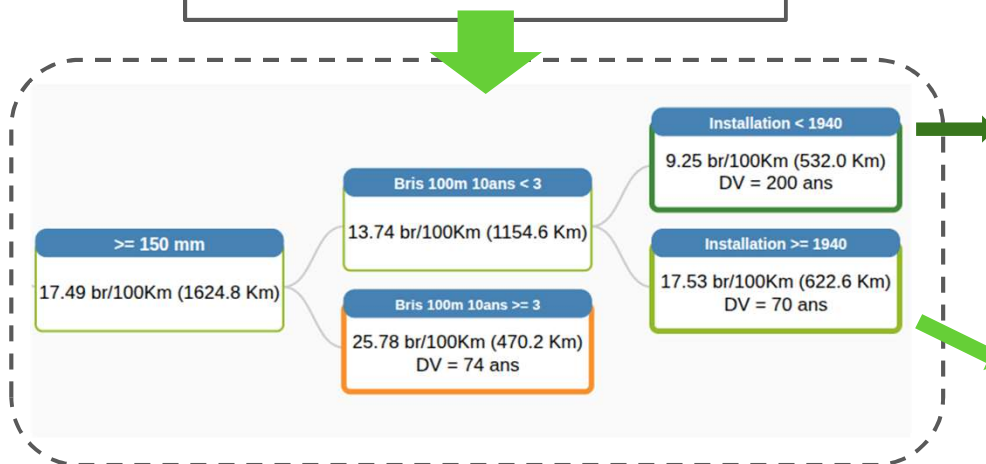 >= 150 mm
17.49 br/100Km (1624.8 Km)
Bris 100m 10ans < 3
13.74 br/100Km (1154.6 Km)
Bris 100m 10ans >= 3
25.78 br/100Km (470.2 Km)
DV = 74 ans
Installation < 1940
9.25 br/100Km (532.0 Km)
DV = 200 ans
Installation >= 1940
17.53 br/100Km (622.6 Km)
DV = 70 ans